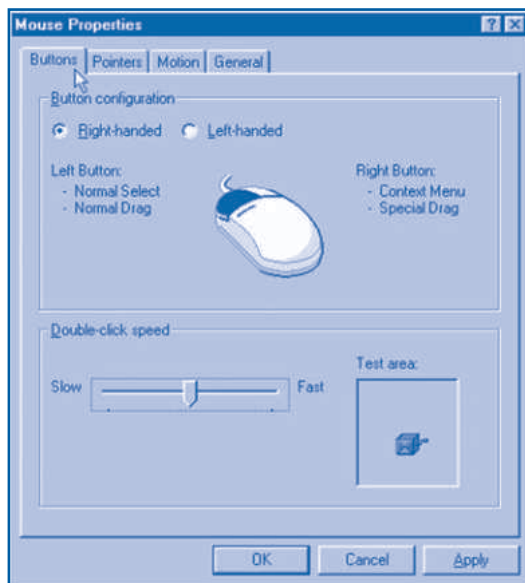 Mouse Properties
Buttons Pointers Motion General
Button configuration
Right-handed Left-handed
Left Button:
- Normal Select
- Normal Drag
Right Button:
- Context Menu
- Special Drag
Double-click speed
Slow Fast
Test area:
OK Cancel Apply